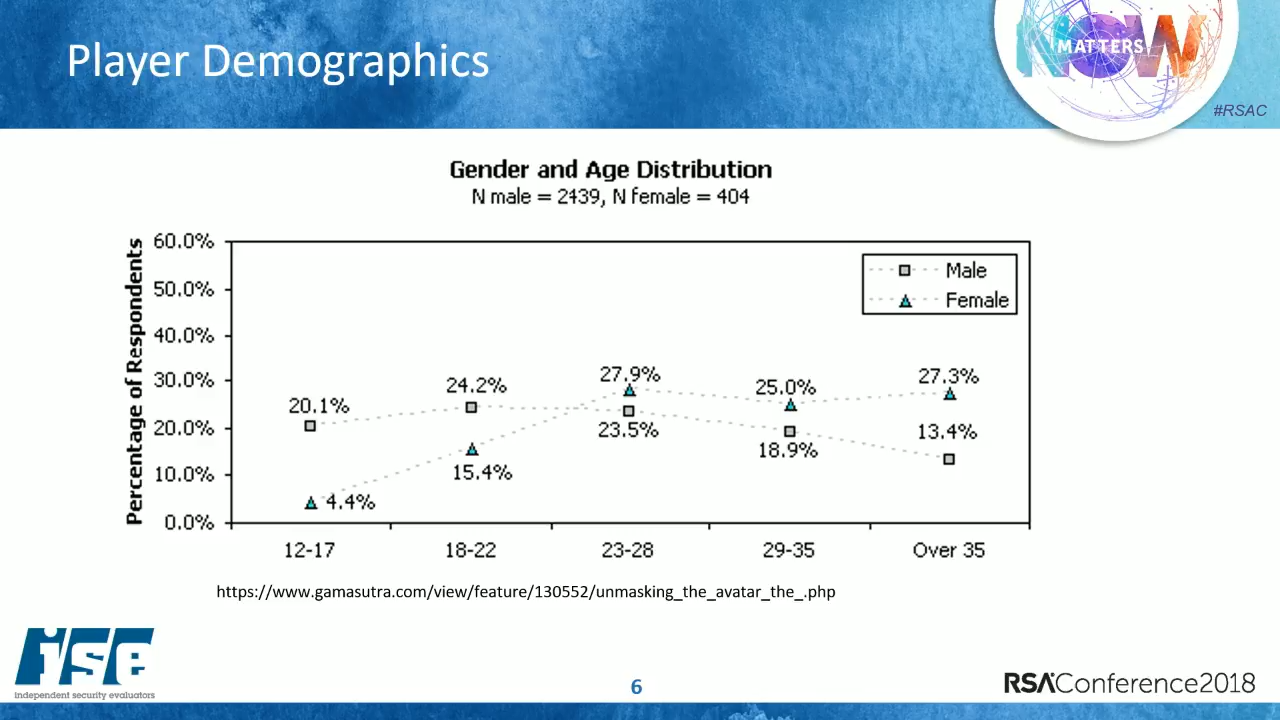 Player Demographics
NOW
MATTERS
#RSAC
Gender and Age Distribution
N male = 2439, N female = 404
Percentage of Respondents
60.0%
50.0%
40.0%
30.0%
20.0%
10.0%
0.0%
Male
Female
20.1%
24.2%
27.9%
25.0%
27.3%
4.4%
15.4%
23.5%
18.9%
13.4%
12-17
18-22
23-28
29-35
Over 35
https://www.gamasutra.com/view/feature/130552/unmasking_the_avatar_the_.php
ise
independent security evaluators
6
RSAConference2018